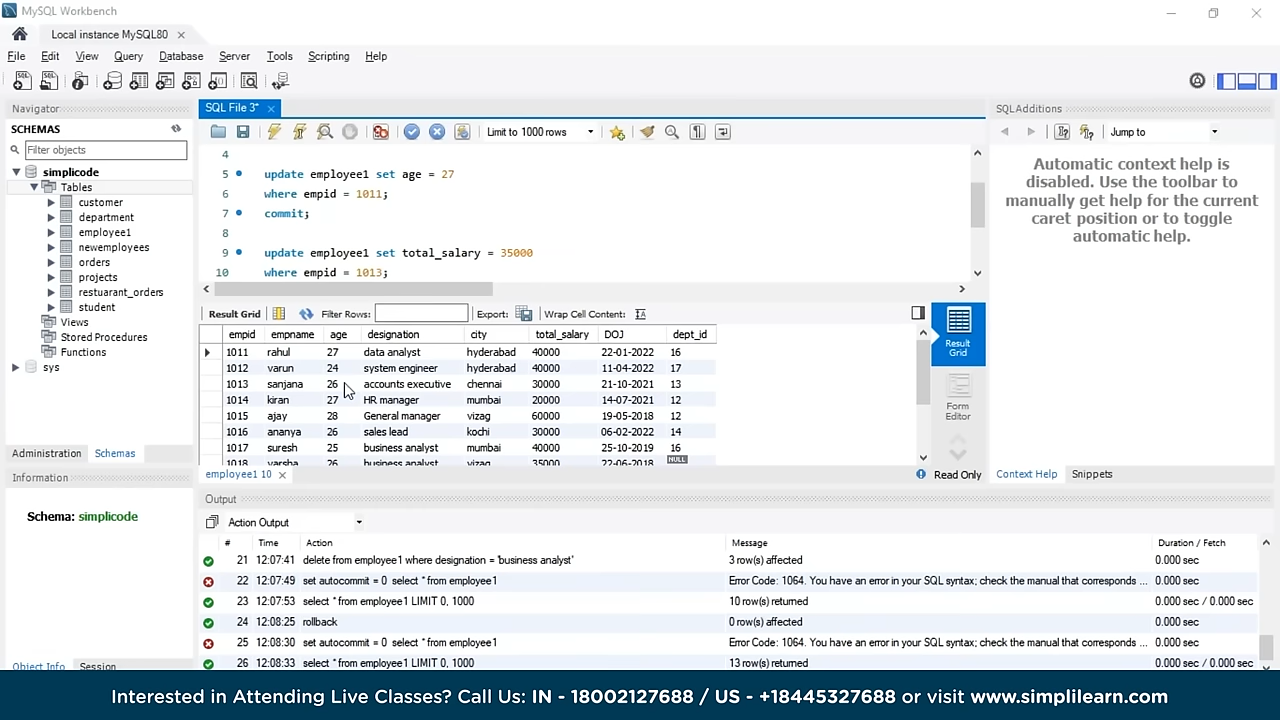 MySQL Workbench
Local instance MySQL80
File Edit View Query Database Server Tools Scripting Help
Navigator
SCHEMAS
Filter objects
simplicode
Tables
customer
department
employee1
newemployees
orders
projects
restuarant_orders
student
Views
Stored Procedures
Functions
sys
Administration Schemas
Information
Schema: simplicode
Object Info Session
SQL File 3*
Limit to 1000 rows
4
5 update employee1 set age = 27
6 where empid = 1011;
7 commit;
8
9 update employee1 set total_salary = 35000
10 where empid = 1013;
Result Grid Filter Rows: Export: Wrap Cell Content:
empid empname age designation city total_salary DOJ dept_id
1011 rahul 27 data analyst hyderabad 40000 22-01-2022 16
1012 varun 24 system engineer hyderabad 40000 11-04-2022 17
1013 sanjana 26 accounts executive chennai 30000 21-10-2021 13
1014 kiran 27 HR manager mumbai 20000 14-07-2021 12
1015 ajay 28 General manager vizag 60000 19-05-2018 12
1016 ananya 26 sales lead kochi 30000 06-02-2022 14
1017 suresh 25 business analyst mumbai 40000 25-10-2019 16
1018 varsha 26 business analyst vizag 35000 22-06-2018 NULL
employee1 10
Result Grid
Form Editor
Read Only
SQLAdditions
Jump to
Automatic context help is
disabled. Use the toolbar to
manually get help for the current
caret position or to toggle
automatic help.
Context Help Snippets
Output
Action Output
# Time Action Message Duration / Fetch
21 12:07:41 delete from employee1 where designation = 'business analyst' 3 row(s) affected 0.000 sec
22 12:07:49 set autocommit = 0 select * from employee1 Error Code: 1064. You have an error in your SQL syntax; check the manual that corresponds ... 0.000 sec
23 12:07:53 select * from employee1 LIMIT 0, 1000 10 row(s) returned 0.000 sec / 0.000 sec
24 12:08:25 rollback 0 row(s) affected 0.000 sec
25 12:08:30 set autocommit = 0 select * from employee1 Error Code: 1064. You have an error in your SQL syntax; check the manual that corresponds ... 0.000 sec
26 12:08:33 select * from employee1 LIMIT 0, 1000 13 row(s) returned 0.000 sec / 0.000 sec
Interested in Attending Live Classes? Call Us: IN - 18002127688 / US - +18445327688 or visit www.simplilearn.com